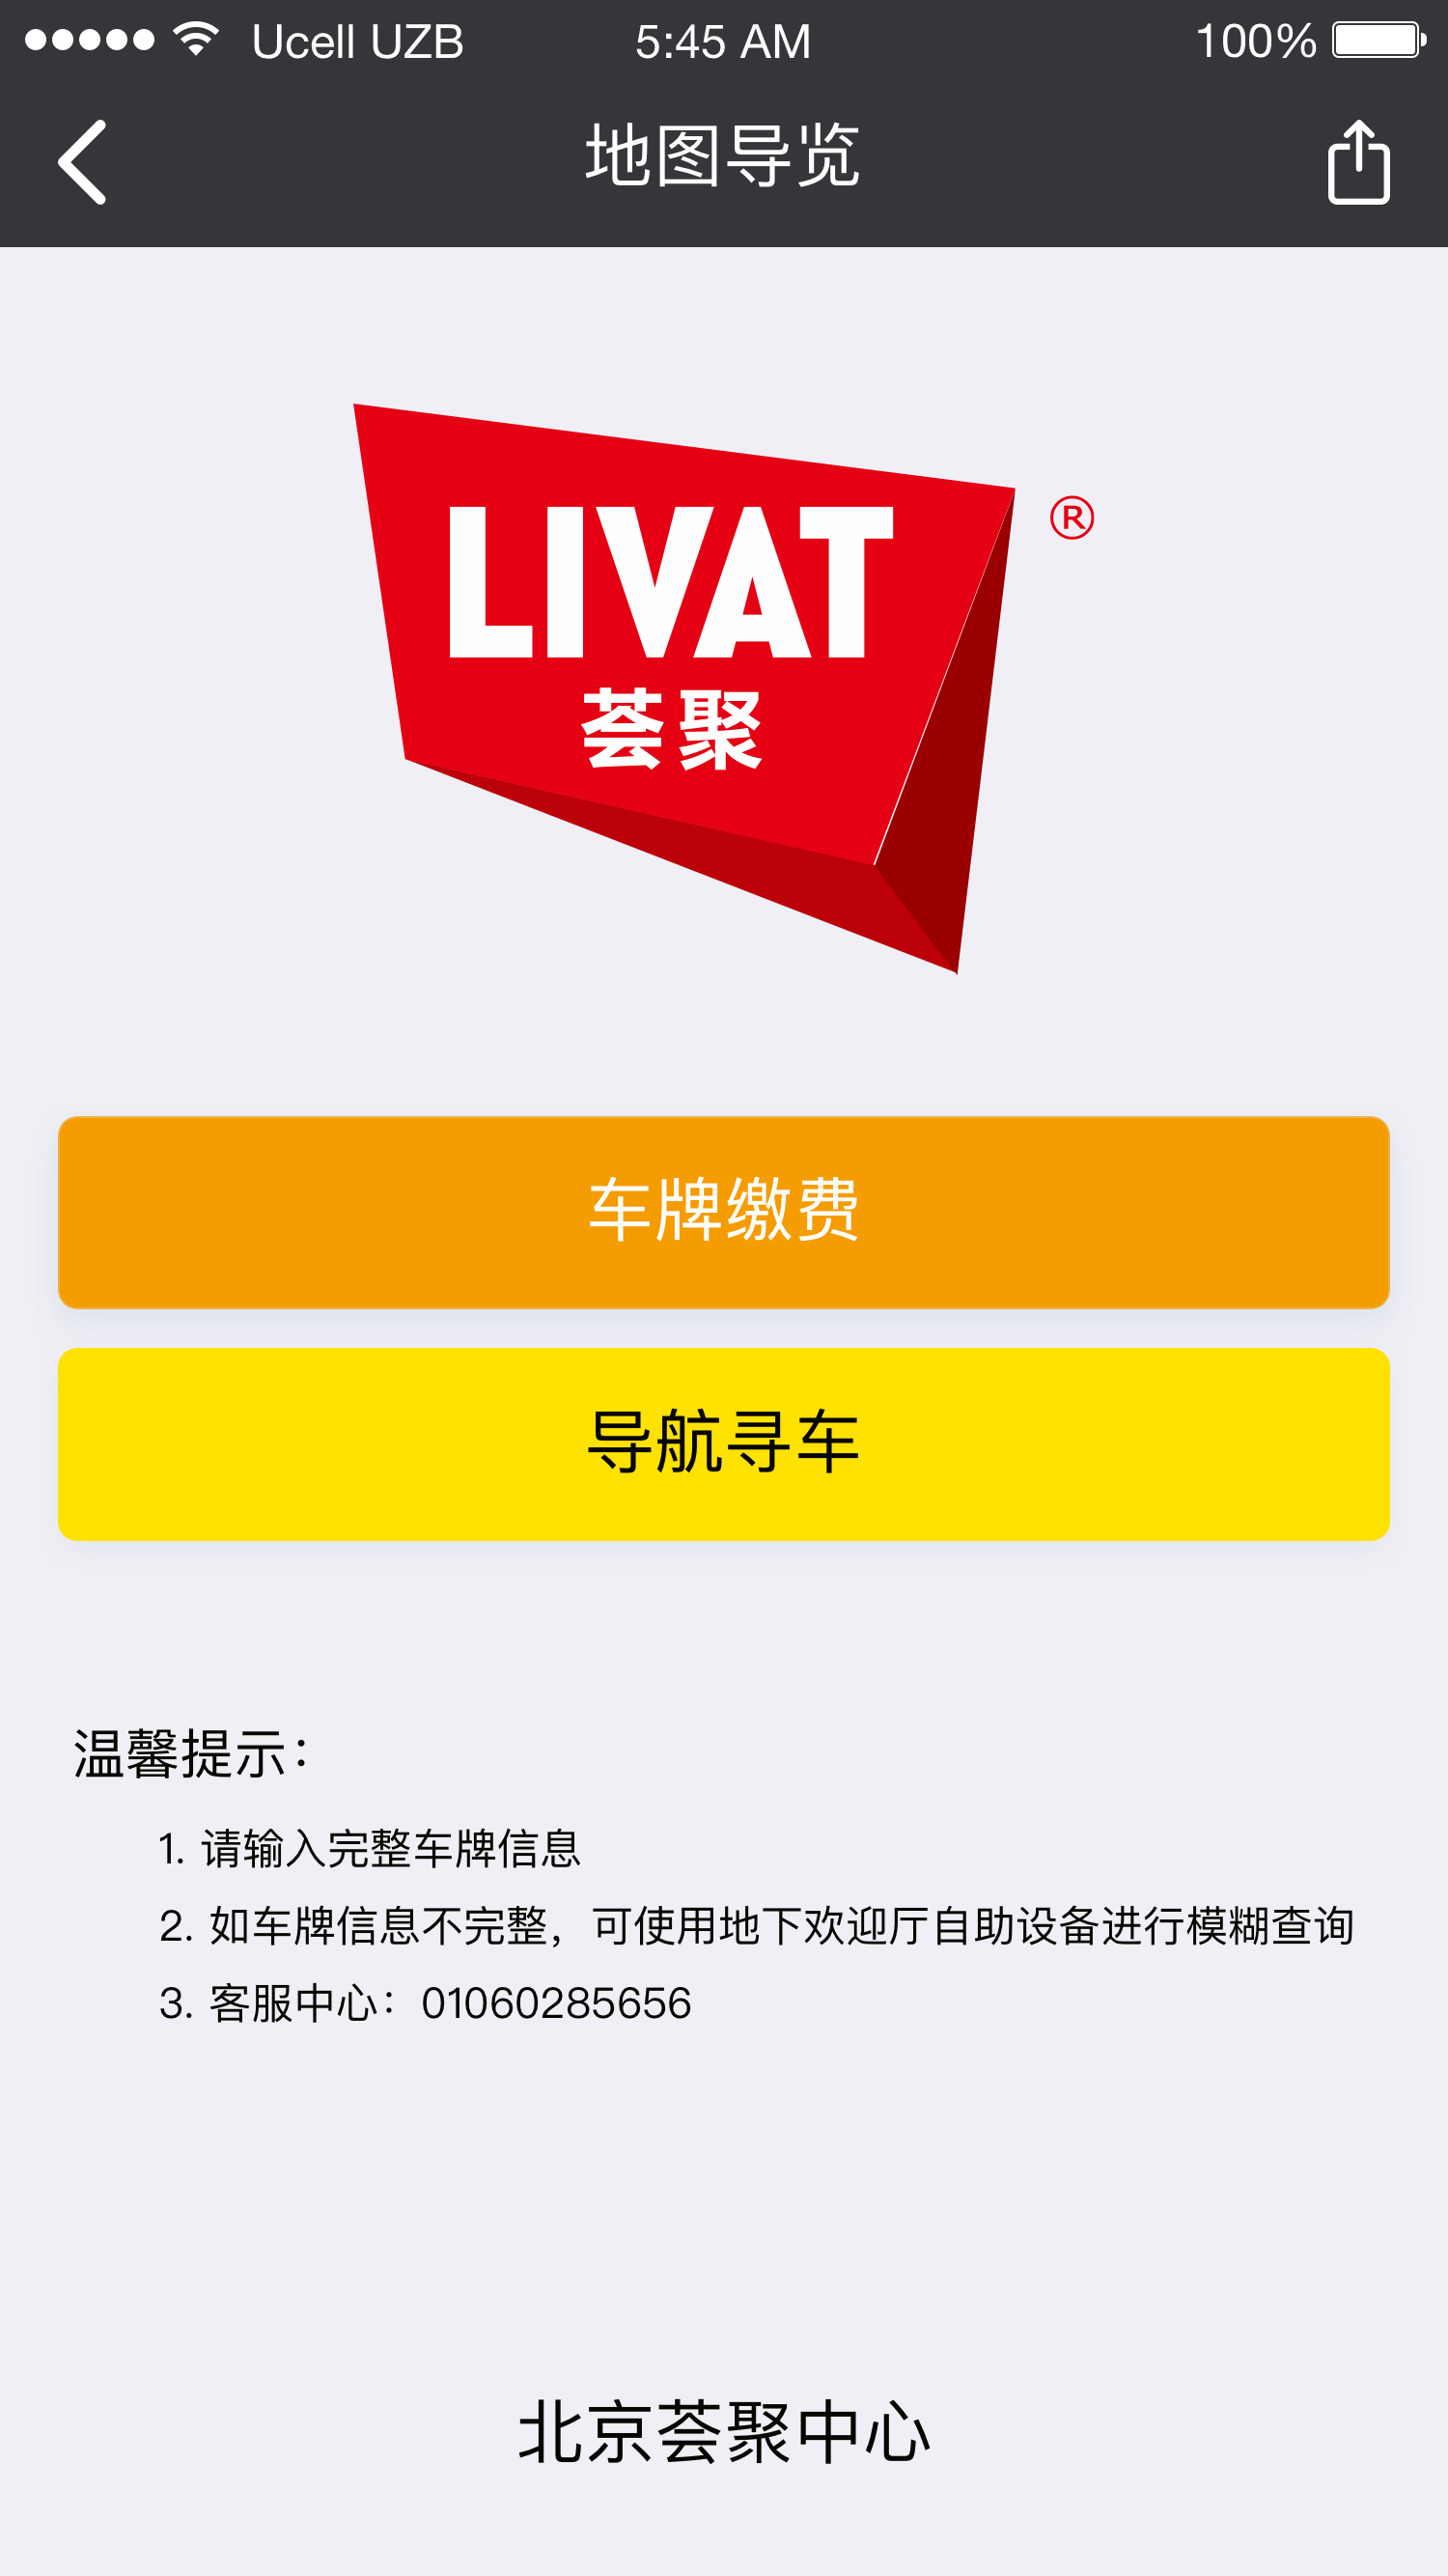 Ucell UZB 5:45 AM 100%
地图导览
LIVAT ®
荟聚
车牌缴费
导航寻车
温馨提示：
1. 请输入完整车牌信息
2. 如车牌信息不完整，可使用地下欢迎厅自助设备进行模糊查询
3. 客服中心：01060285656
北京荟聚中心